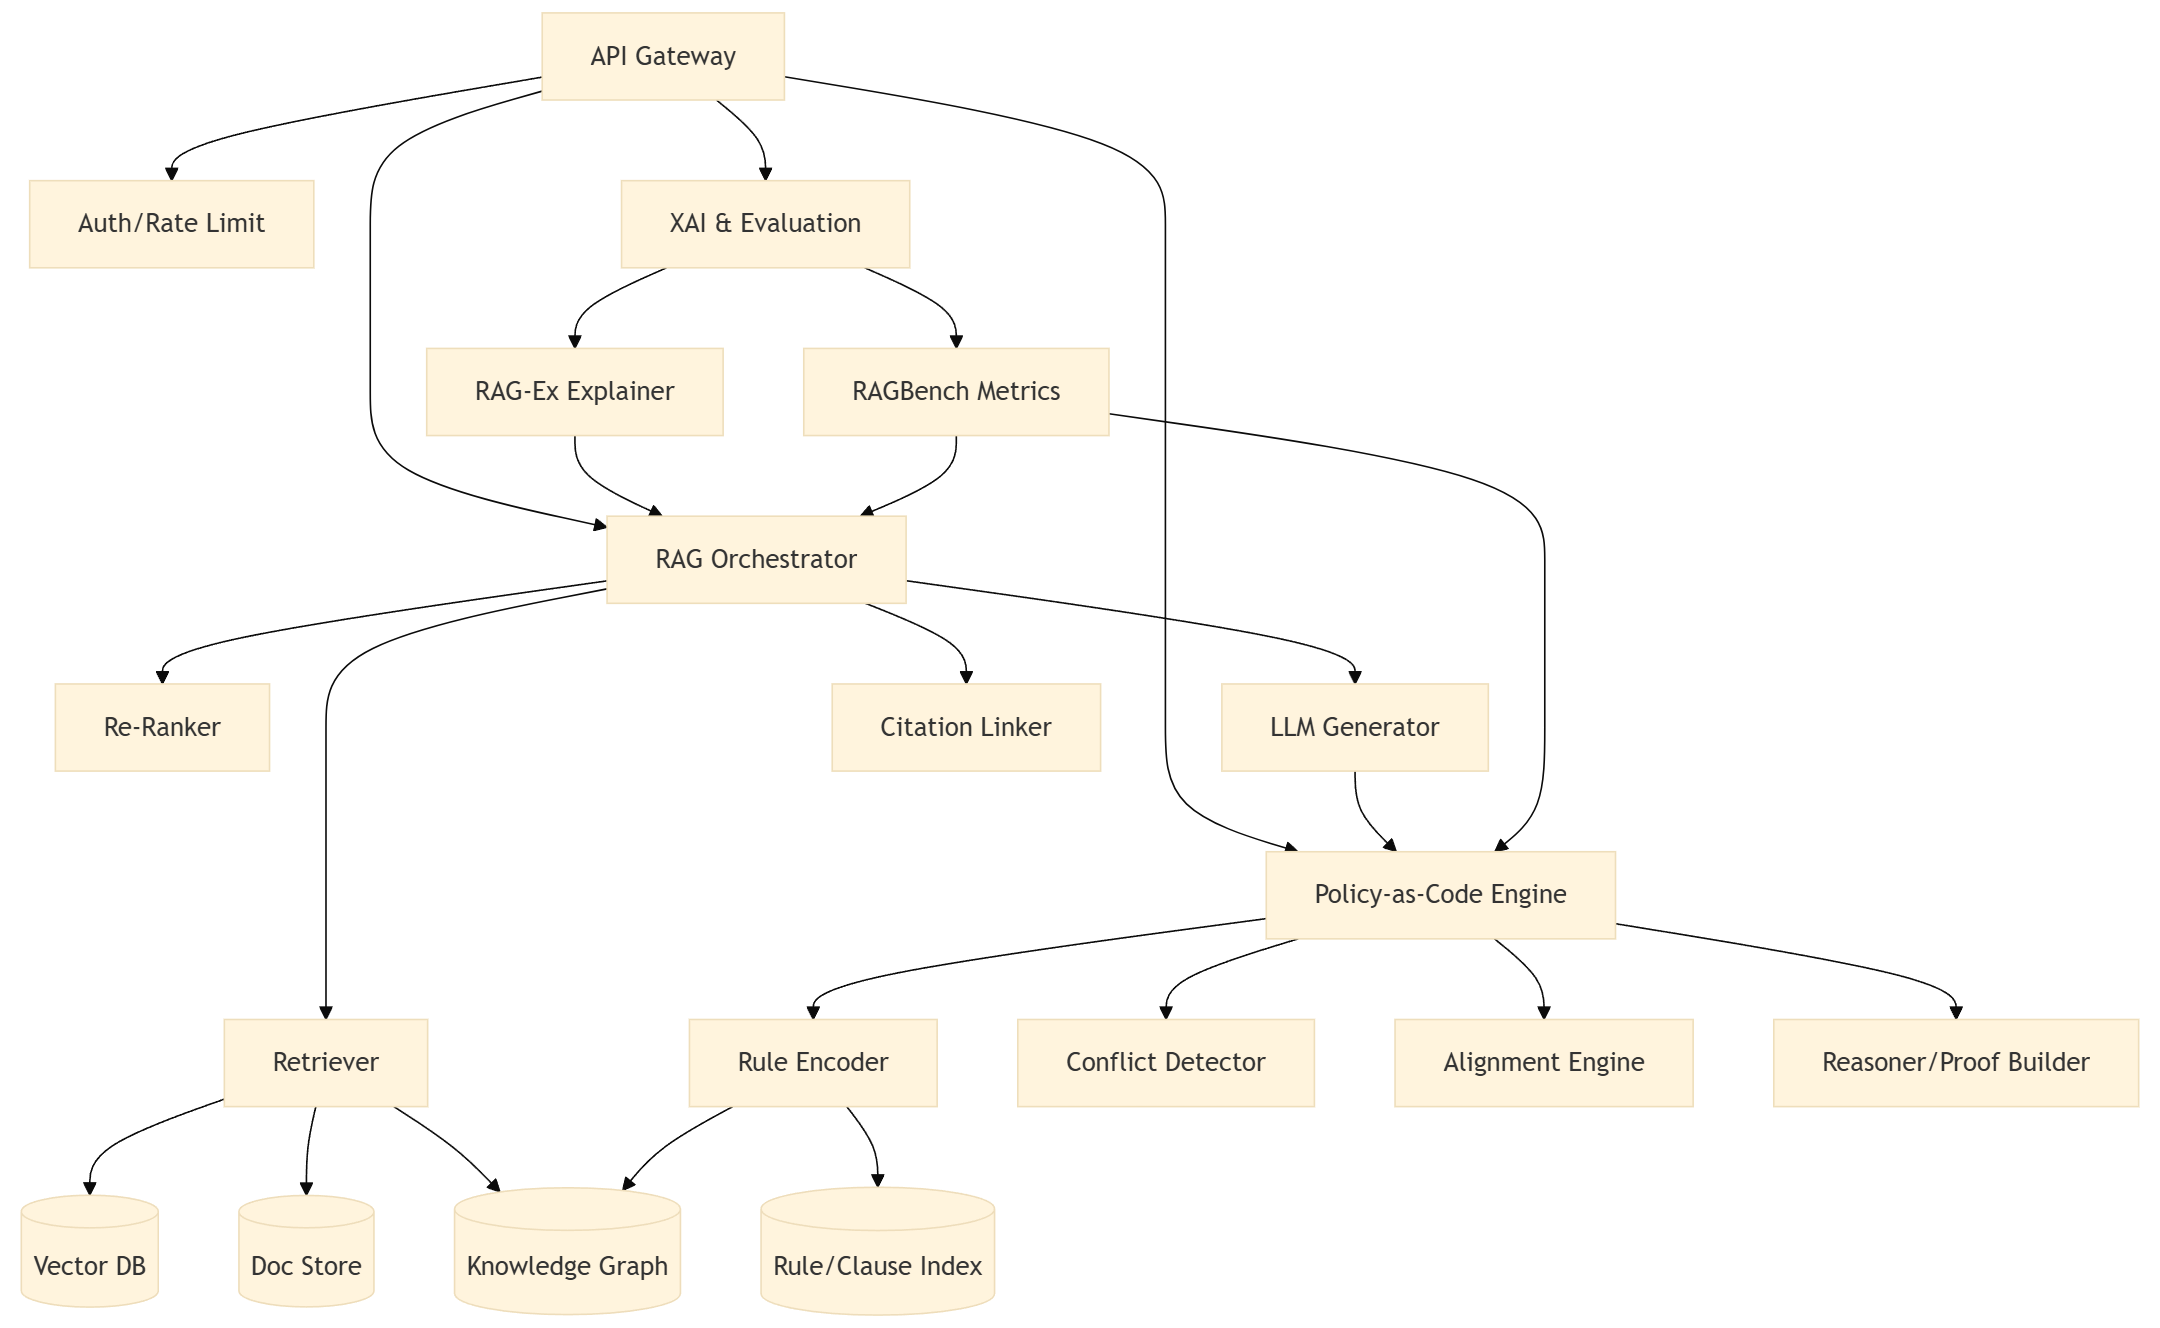 API Gateway
Auth/Rate Limit
XAI & Evaluation
RAG-Ex Explainer
RAGBench Metrics
RAG Orchestrator
Re-Ranker
Citation Linker
LLM Generator
Policy-as-Code Engine
Retriever
Rule Encoder
Conflict Detector
Alignment Engine
Reasoner/Proof Builder
Vector DB
Doc Store
Knowledge Graph
Rule/Clause Index